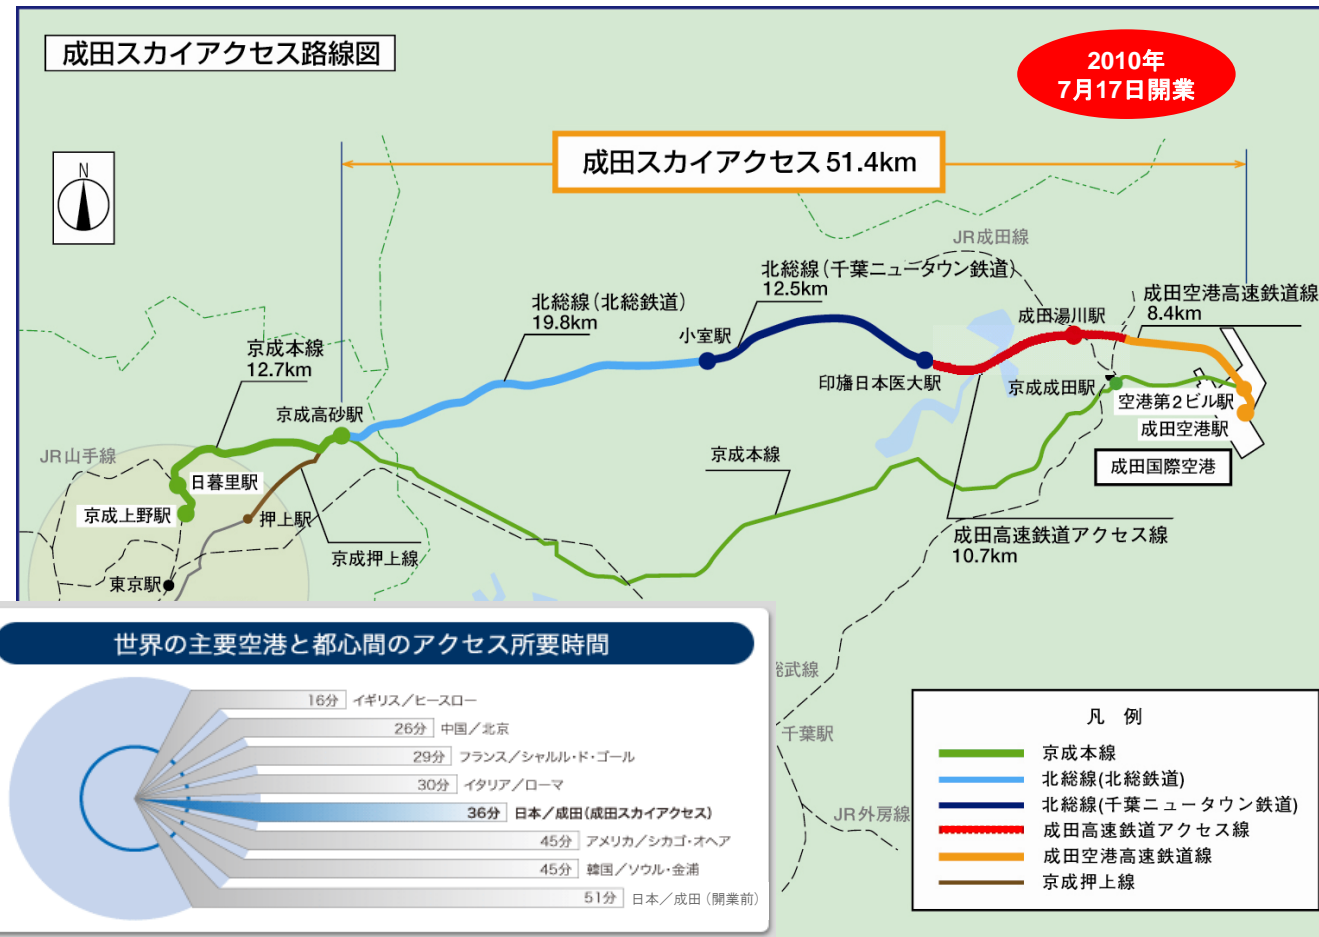 成田スカイアクセス路線図
2010年
7月17日開業
成田スカイアクセス 51.4km
N
JR成田線
北総線(千葉ニュータウン鉄道)
12.5km
成田空港高速鉄道線
8.4km
北総線(北総鉄道)
19.8km
成田湯川駅
小室駅
京成本線
12.7km
印旛日本医大駅
京成成田駅
空港第2ビル駅
京成高砂駅
成田空港駅
JR山手線
京成本線
成田国際空港
日暮里駅
京成上野駅
押上駅
成田高速鉄道アクセス線
10.7km
京成押上線
東京駅
世界の主要空港と都心間のアクセス所要時間
16分 イギリス/ヒースロー
26分 中国/北京
29分 フランス/シャルル・ド・ゴール
30分 イタリア/ローマ
36分 日本/成田(成田スカイアクセス)
45分 アメリカ/シカゴ・オヘア
45分 韓国/ソウル・金浦
51分 日本/成田(開業前)
武線
千葉駅
JR外房線
凡 例
京成本線
北総線(北総鉄道)
北総線(千葉ニュータウン鉄道)
成田高速鉄道アクセス線
成田空港高速鉄道線
京成押上線